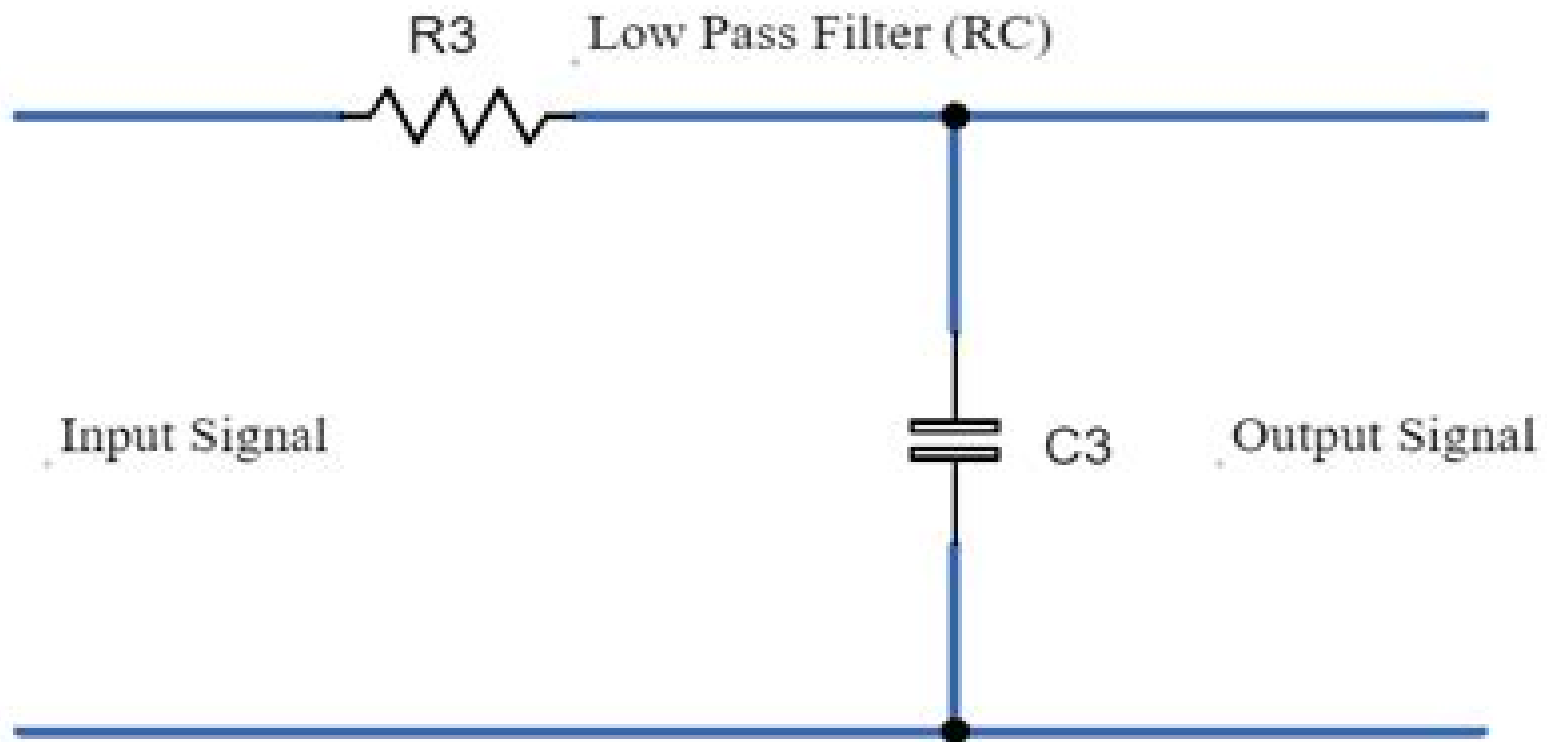 R3
Low Pass Filter (RC)
Input Signal
C3
Output Signal